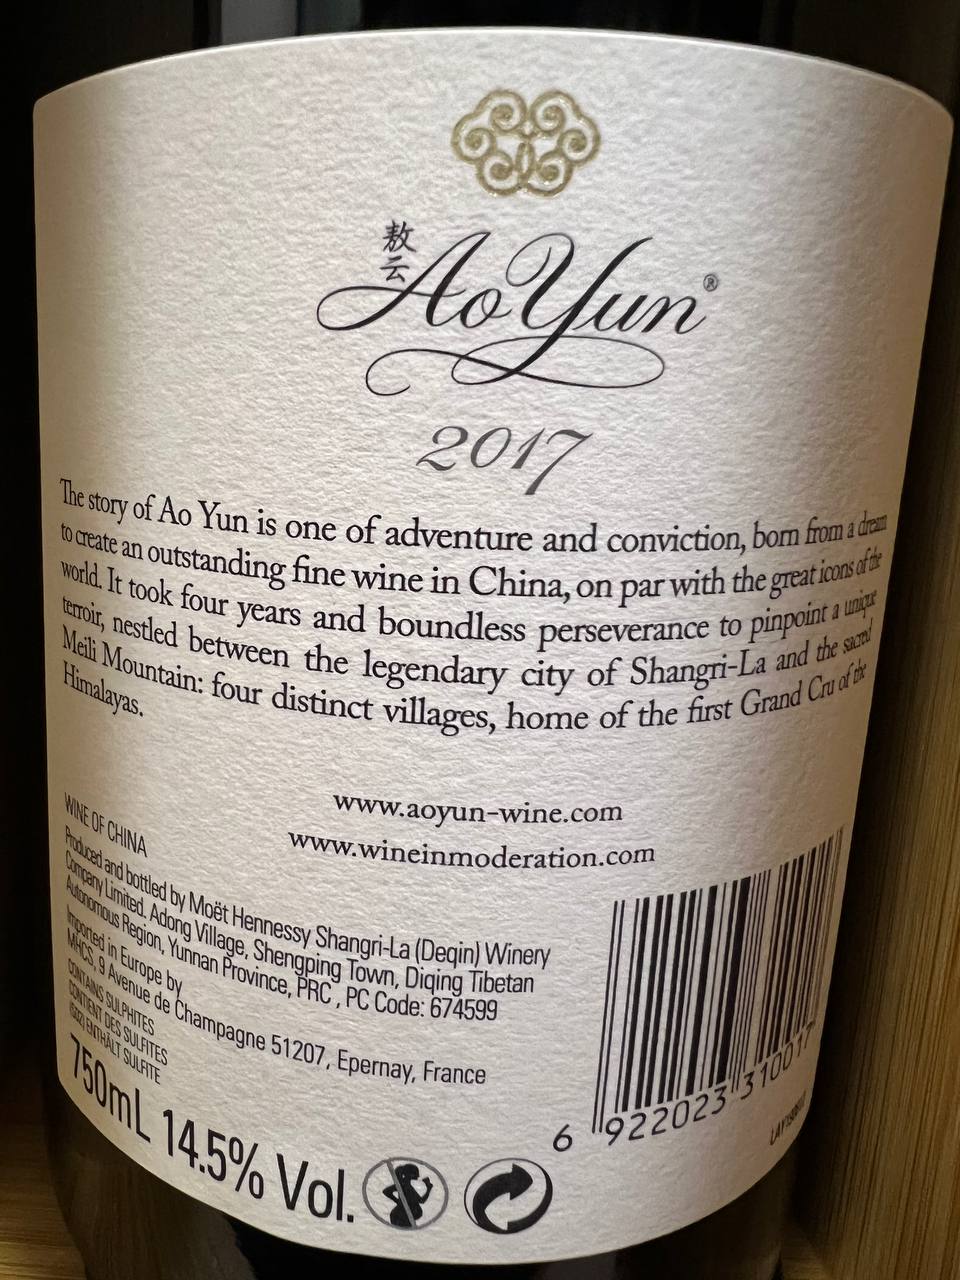 敖云
Ao Yun®
2017
The story of Ao Yun is one of adventure and conviction, born from a dream
to create an outstanding fine wine in China, on par with the great icons of the
world. It took four years and boundless perseverance to pinpoint a unique
terroir, nestled between the legendary city of Shangri-La and the sacred
Meili Mountain: four distinct villages, home of the first Grand Cru of the
Himalayas.
www.aoyun-wine.com
www.wineinmoderation.com
WINE OF CHINA
Produced and bottled by Moët Hennessy Shangri-La (Deqin) Winery
Company Limited. Adong Village, Shengping Town, Diqing Tibetan
Autonomous Region, Yunnan Province, PRC, PC Code: 674599
Imported in Europe by
MHCS, 9 Avenue de Champagne 51207, Epernay, France
CONTAINS SULPHITES
CONTIENT DES SULFITES
(SO2) ENTHÄLT SULFITE
750mL 14.5% Vol.
6 922023 310017